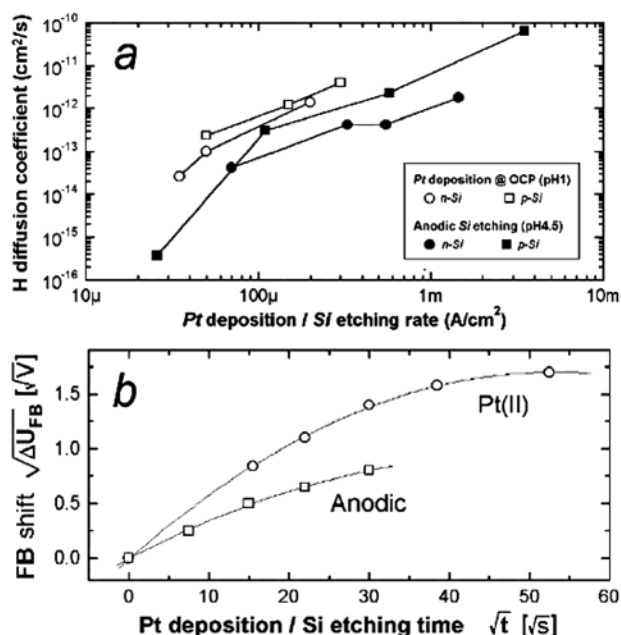 a
H diffusion coefficient (cm²/s)
10⁻¹⁰
10⁻¹¹
10⁻¹²
10⁻¹³
10⁻¹⁴
10⁻¹⁵
10⁻¹⁶
Pt deposition @ OCP (pH1)
n-Si p-Si
Anodic Si etching (pH4.5)
n-Si p-Si
10μ 100μ 1m 10m
Pt deposition / Si etching rate (A/cm²)
b
FB shift √ΔU_FB [√V]
1.5
1.0
0.5
0.0
Pt(II)
Anodic
0 10 20 30 40 50 60
Pt deposition / Si etching time √t [√s]